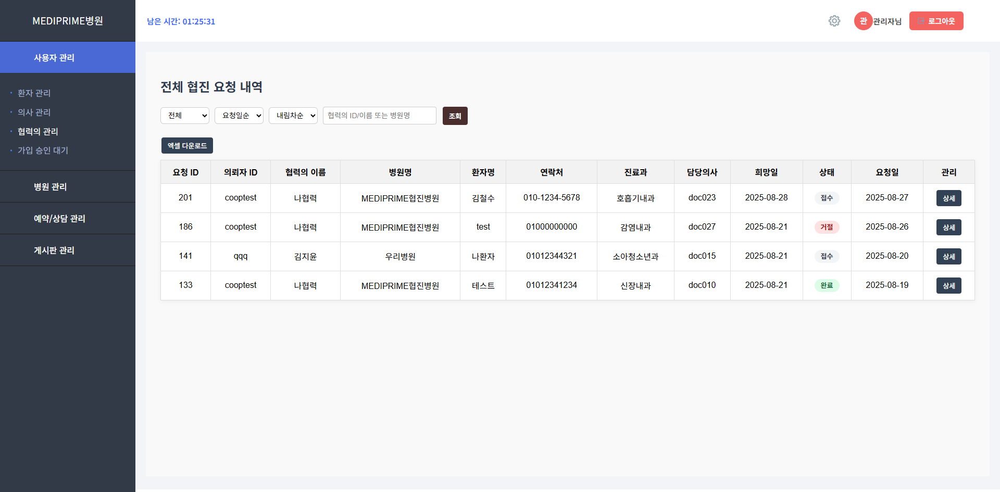 MEDIPRIME병원
남은 시간: 01:25:31
관 관리자님 로그아웃
사용자 관리
환자 관리
의사 관리
협력의 관리
가입 승인 대기
병원 관리
예약/상담 관리
게시판 관리
전체 협진 요청 내역
전체 요청일순 내림차순 협력의 ID/이름 또는 병원명 조회
엑셀 다운로드
요청 ID 의뢰자 ID 협력의 이름 병원명 환자명 연락처 진료과 담당의사 희망일 상태 요청일 관리
201 cooptest 나협력 MEDIPRIME협진병원 김철수 010-1234-5678 호흡기내과 doc023 2025-08-28 접수 2025-08-27 상세
186 cooptest 나협력 MEDIPRIME협진병원 test 01000000000 감염내과 doc027 2025-08-21 거절 2025-08-26 상세
141 qqq 김지윤 우리병원 나환자 01012344321 소아청소년과 doc015 2025-08-21 접수 2025-08-20 상세
133 cooptest 나협력 MEDIPRIME협진병원 테스트 01012341234 신장내과 doc010 2025-08-21 완료 2025-08-19 상세